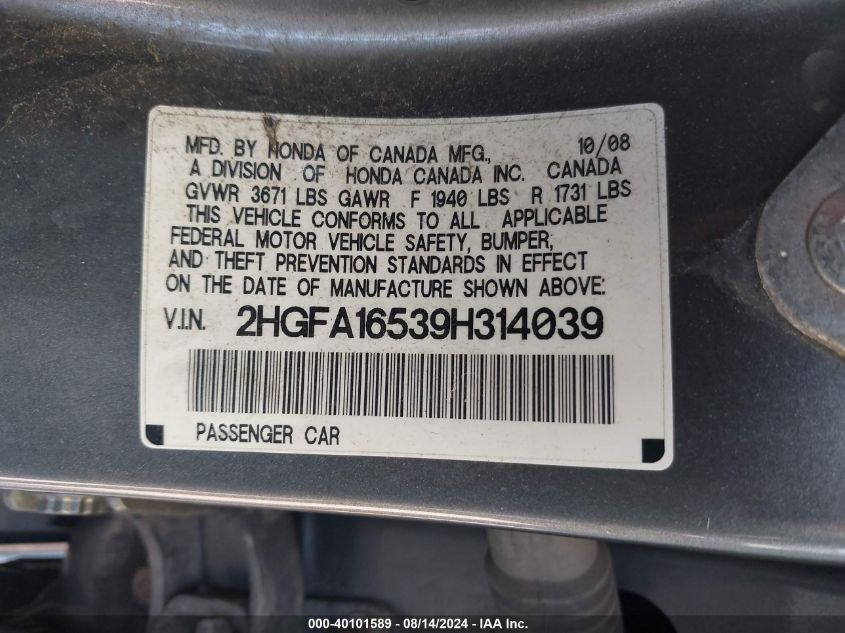 MFD. BY HONDA OF CANADA MFG., 10/08
A DIVISION OF HONDA CANADA INC. CANADA
GVWR 3671 LBS GAWR F 1940 LBS R 1731 LBS
THIS VEHICLE CONFORMS TO ALL APPLICABLE
FEDERAL MOTOR VEHICLE SAFETY, BUMPER,
AND THEFT PREVENTION STANDARDS IN EFFECT
ON THE DATE OF MANUFACTURE SHOWN ABOVE:
V.I.N. 2HGFA16539H314039
PASSENGER CAR
000-40101589 - 08/14/2024 - IAA Inc.